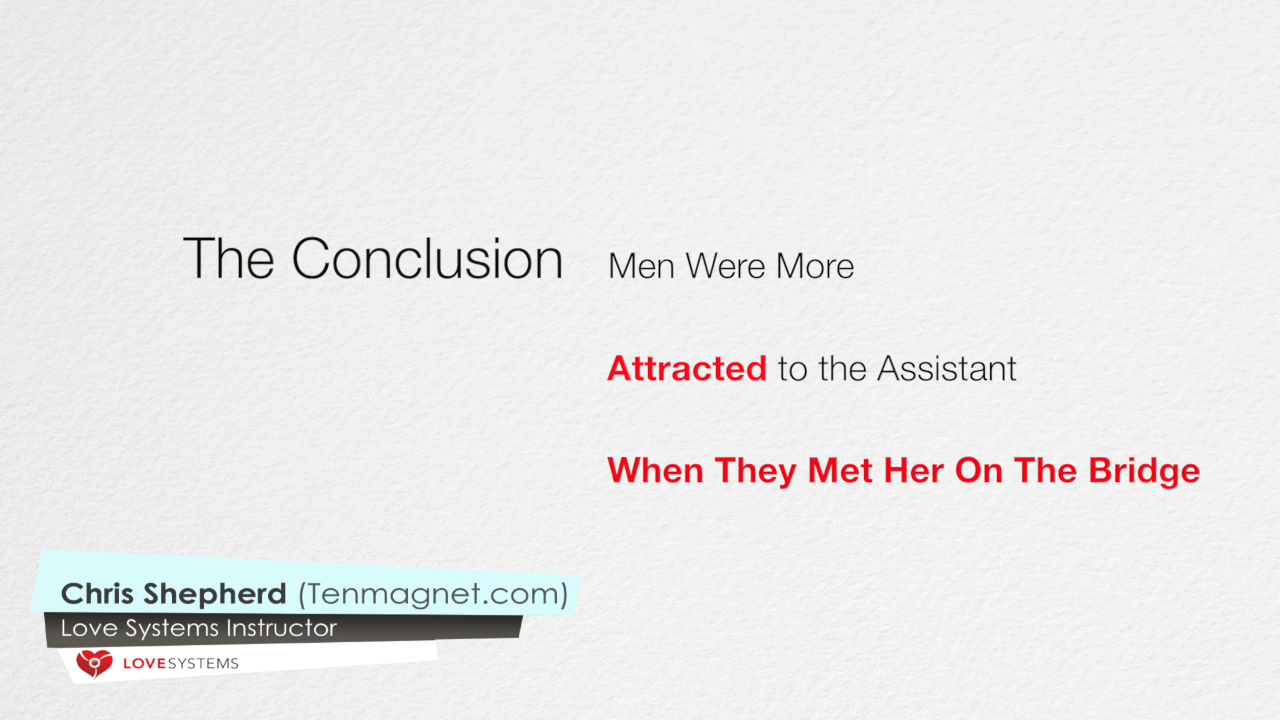 The Conclusion
Men Were More
Attracted to the Assistant
When They Met Her On The Bridge
Chris Shepherd (Tenmagnet.com)
Love Systems Instructor
LOVESYSTEMS